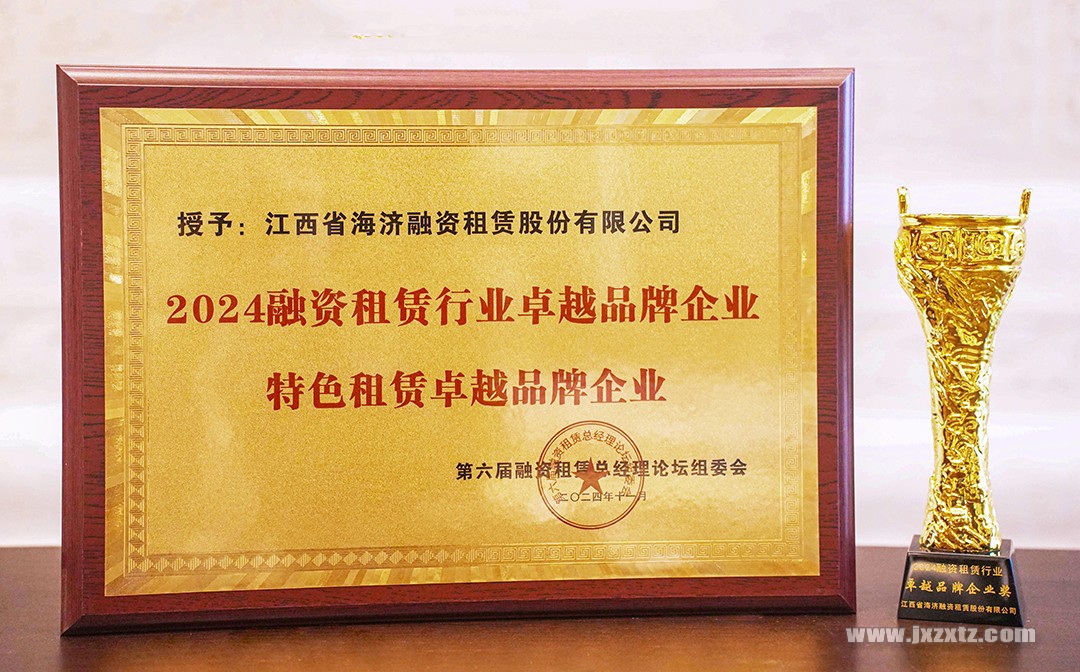 授予：江西省海济融资租赁股份有限公司
2024融资租赁行业卓越品牌企业
特色租赁卓越品牌企业
第六届融资租赁总经理论坛组委会
二〇二四年十一月
2024融资租赁行业
卓越品牌企业奖
江西省海济融资租赁股份有限公司
www.jxzxtz.com